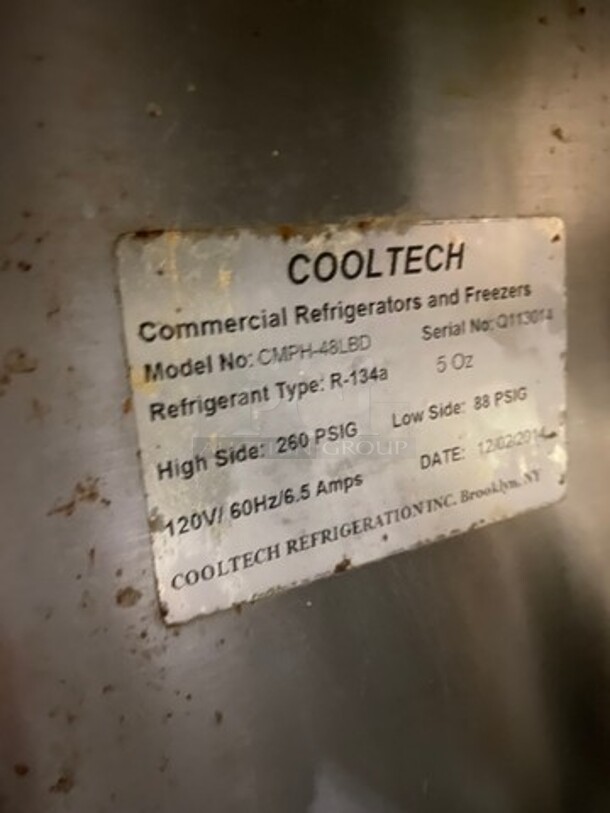 COOLTECH
Commercial Refrigerators and Freezers
Model No: CMPH-48LBD Serial No: Q113014
Refrigerant Type: R-134a 5 Oz
High Side: 260 PSIG Low Side: 88 PSIG
120V/ 60Hz/6.5 Amps DATE: 12/02/2014
COOLTECH REFRIGERATION INC. Brooklyn, NY
GROUP